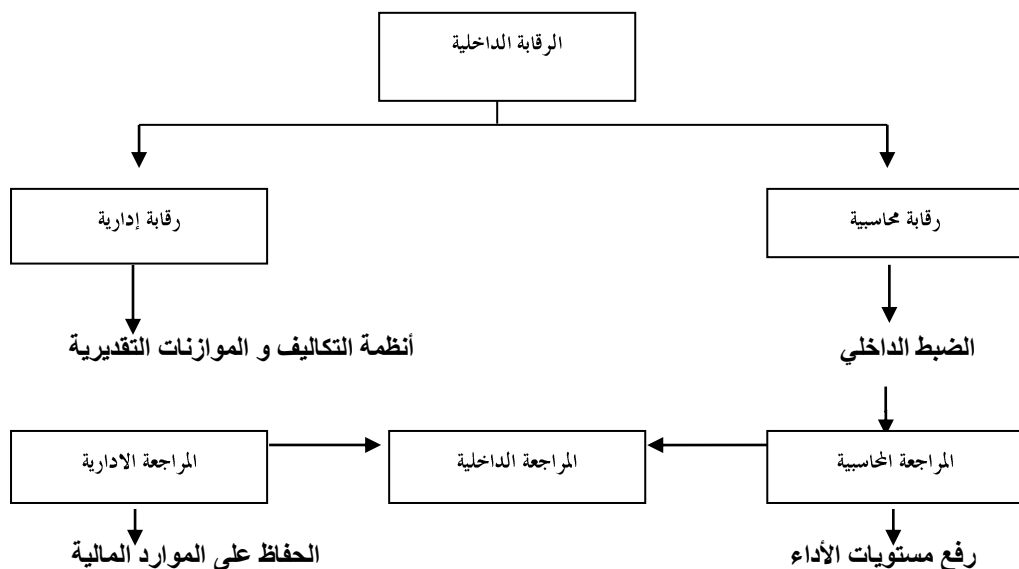 الرقابة الداخلية
رقابة محاسبية
رقابة إدارية
الضبط الداخلي
أنظمة التكاليف و الموازنات التقديرية
المراجعة المحاسبية
المراجعة الداخلية
المراجعة الادارية
رفع مستويات الأداء
الحفاظ على الموارد المالية